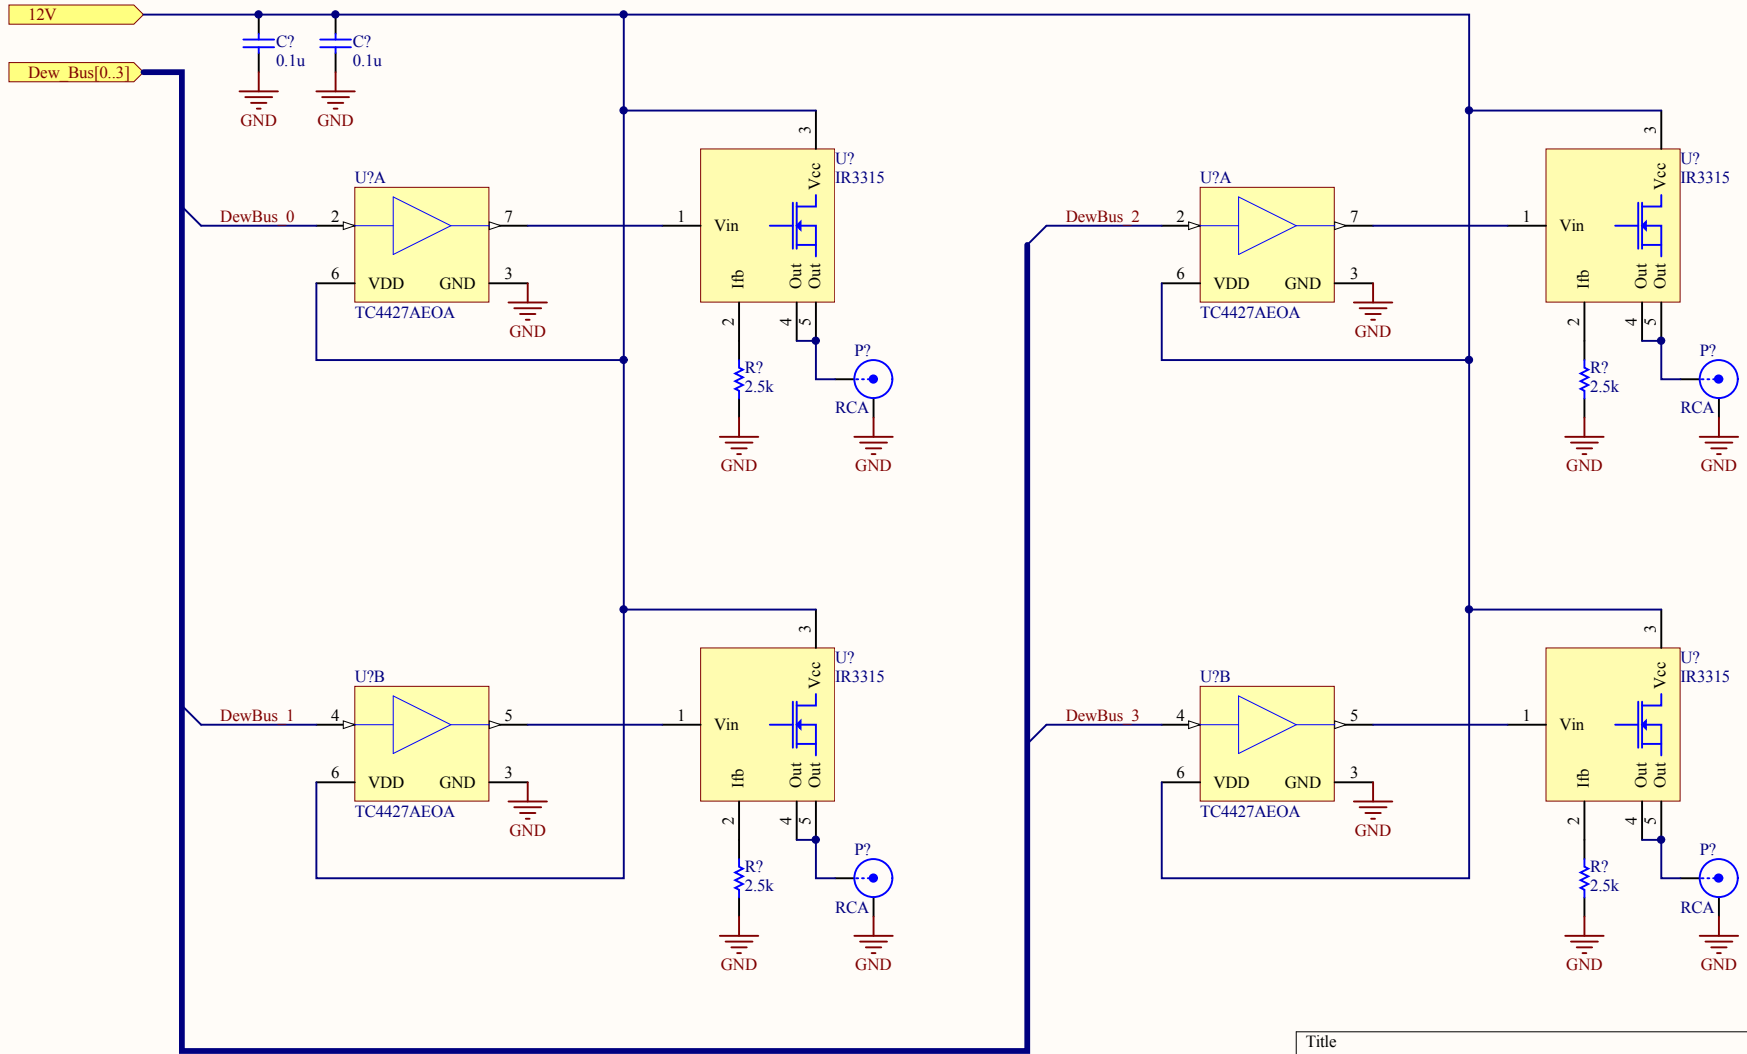 12V
C?
0.1u
GND
C?
0.1u
GND
Dew_Bus[0..3]
U?A
DewBus_0
2
7
6
VDD
GND
3
TC4427AEOA
GND
3
U?
IR3315
Vcc
1
Vin
Ifb
Out
Out
2
4
5
R?
2.5k
GND
P?
RCA
GND
U?A
DewBus_2
2
7
6
VDD
GND
3
TC4427AEOA
GND
3
U?
IR3315
Vcc
1
Vin
Ifb
Out
Out
2
4
5
R?
2.5k
GND
P?
RCA
GND
U?B
DewBus_1
4
5
6
VDD
GND
3
TC4427AEOA
GND
3
U?
IR3315
Vcc
1
Vin
Ifb
Out
Out
2
4
5
R?
2.5k
GND
P?
RCA
GND
U?B
DewBus_3
4
5
6
VDD
GND
3
TC4427AEOA
GND
3
U?
IR3315
Vcc
1
Vin
Ifb
Out
Out
2
4
5
R?
2.5k
GND
P?
RCA
GND
Title